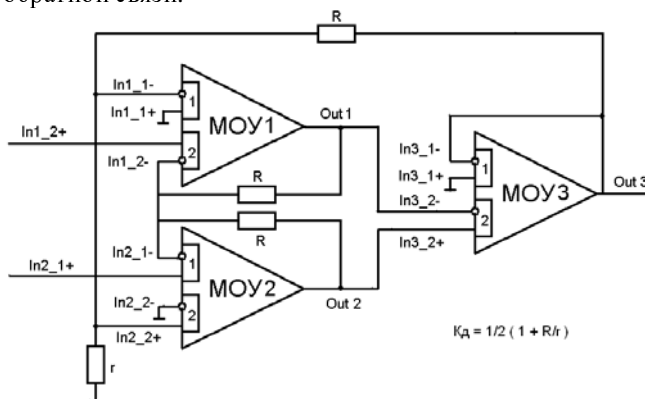 обратной связи.
R
In1_1-
In1_1+
In1_2+
In1_2-
1
2
МОУ1
Out 1
R
R
In2_1-
In2_1+
In2_2-
In2_2+
1
2
МОУ2
Out 2
r
In3_1-
In3_1+
In3_2-
In3_2+
1
2
МОУ3
Out 3
Кд = 1/2 ( 1 + R/r )